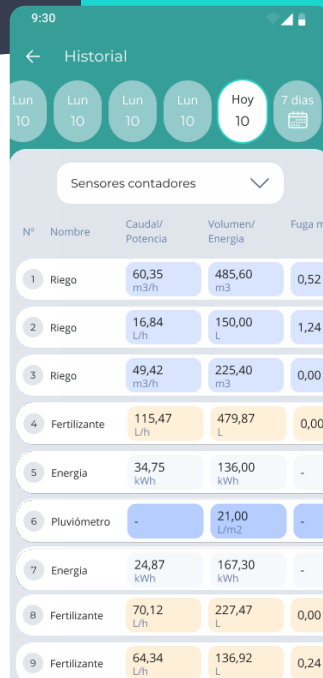 9:30
Historial
Lun Lun Lun Lun Hoy 7 dias
10 10 10 10 10
Sensores contadores
Nº Nombre Caudal/ Volumen/ Fuga m
Potencia Energia
1 Riego 60,35 485,60 0,52
m3/h m3
2 Riego 16,84 150,00 1,24
L/h L
3 Riego 49,42 225,40 0,00
m3/h m3
4 Fertilizante 115,47 479,87 0,00
L/h L
5 Energia 34,75 136,00 -
kWh kWh
6 Pluviómetro - 21,00 -
L/m2
7 Energia 24,87 167,30 -
kWh kWh
8 Fertilizante 70,12 227,47 0,00
L/h L
9 Fertilizante 64,34 136,92 0,24
L/h L